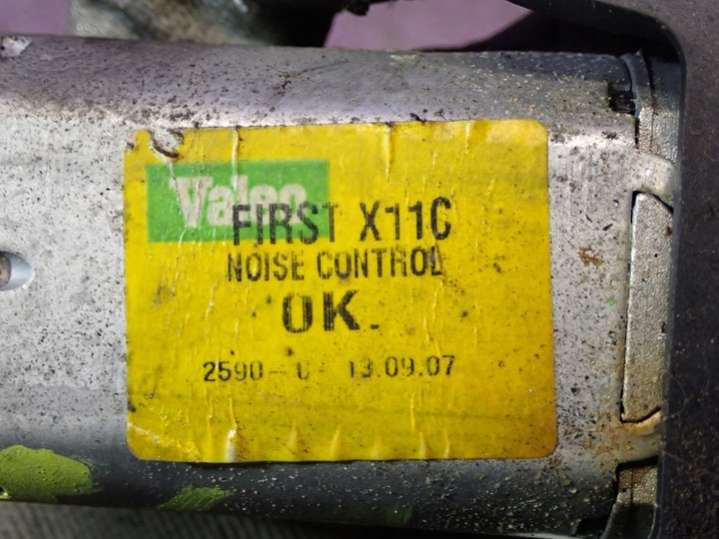 Valeo
FIRST X11C
NOISE CONTROL
OK.
2590- 13.09.07